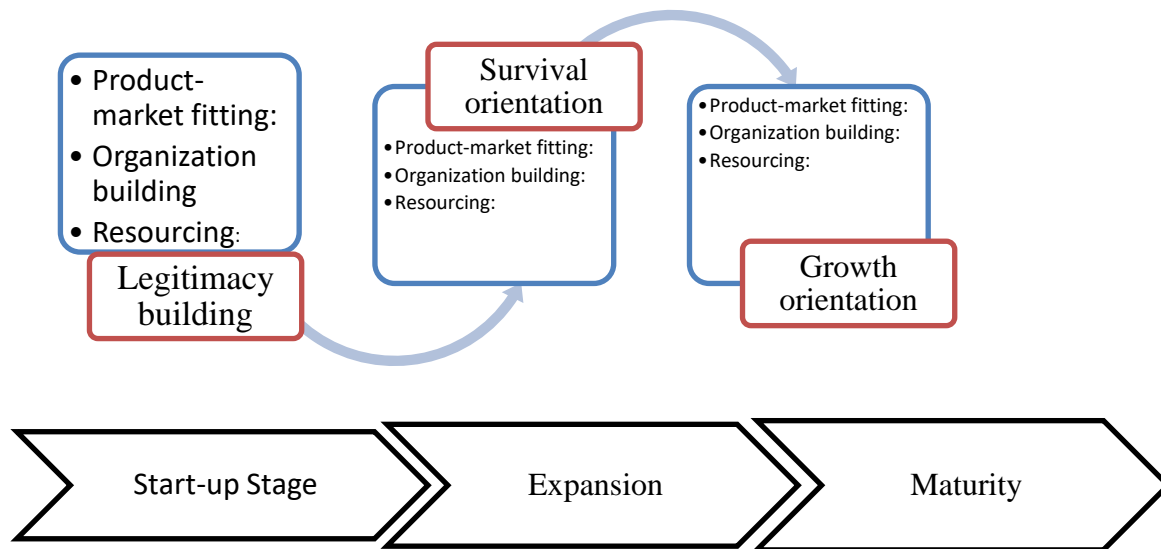 • Product-
market fitting:
• Organization
building
• Resourcing:
Legitimacy
building
Survival
orientation
•Product-market fitting:
•Organization building:
•Resourcing:
•Product-market fitting:
•Organization building:
•Resourcing:
Growth
orientation
Start-up Stage
Expansion
Maturity